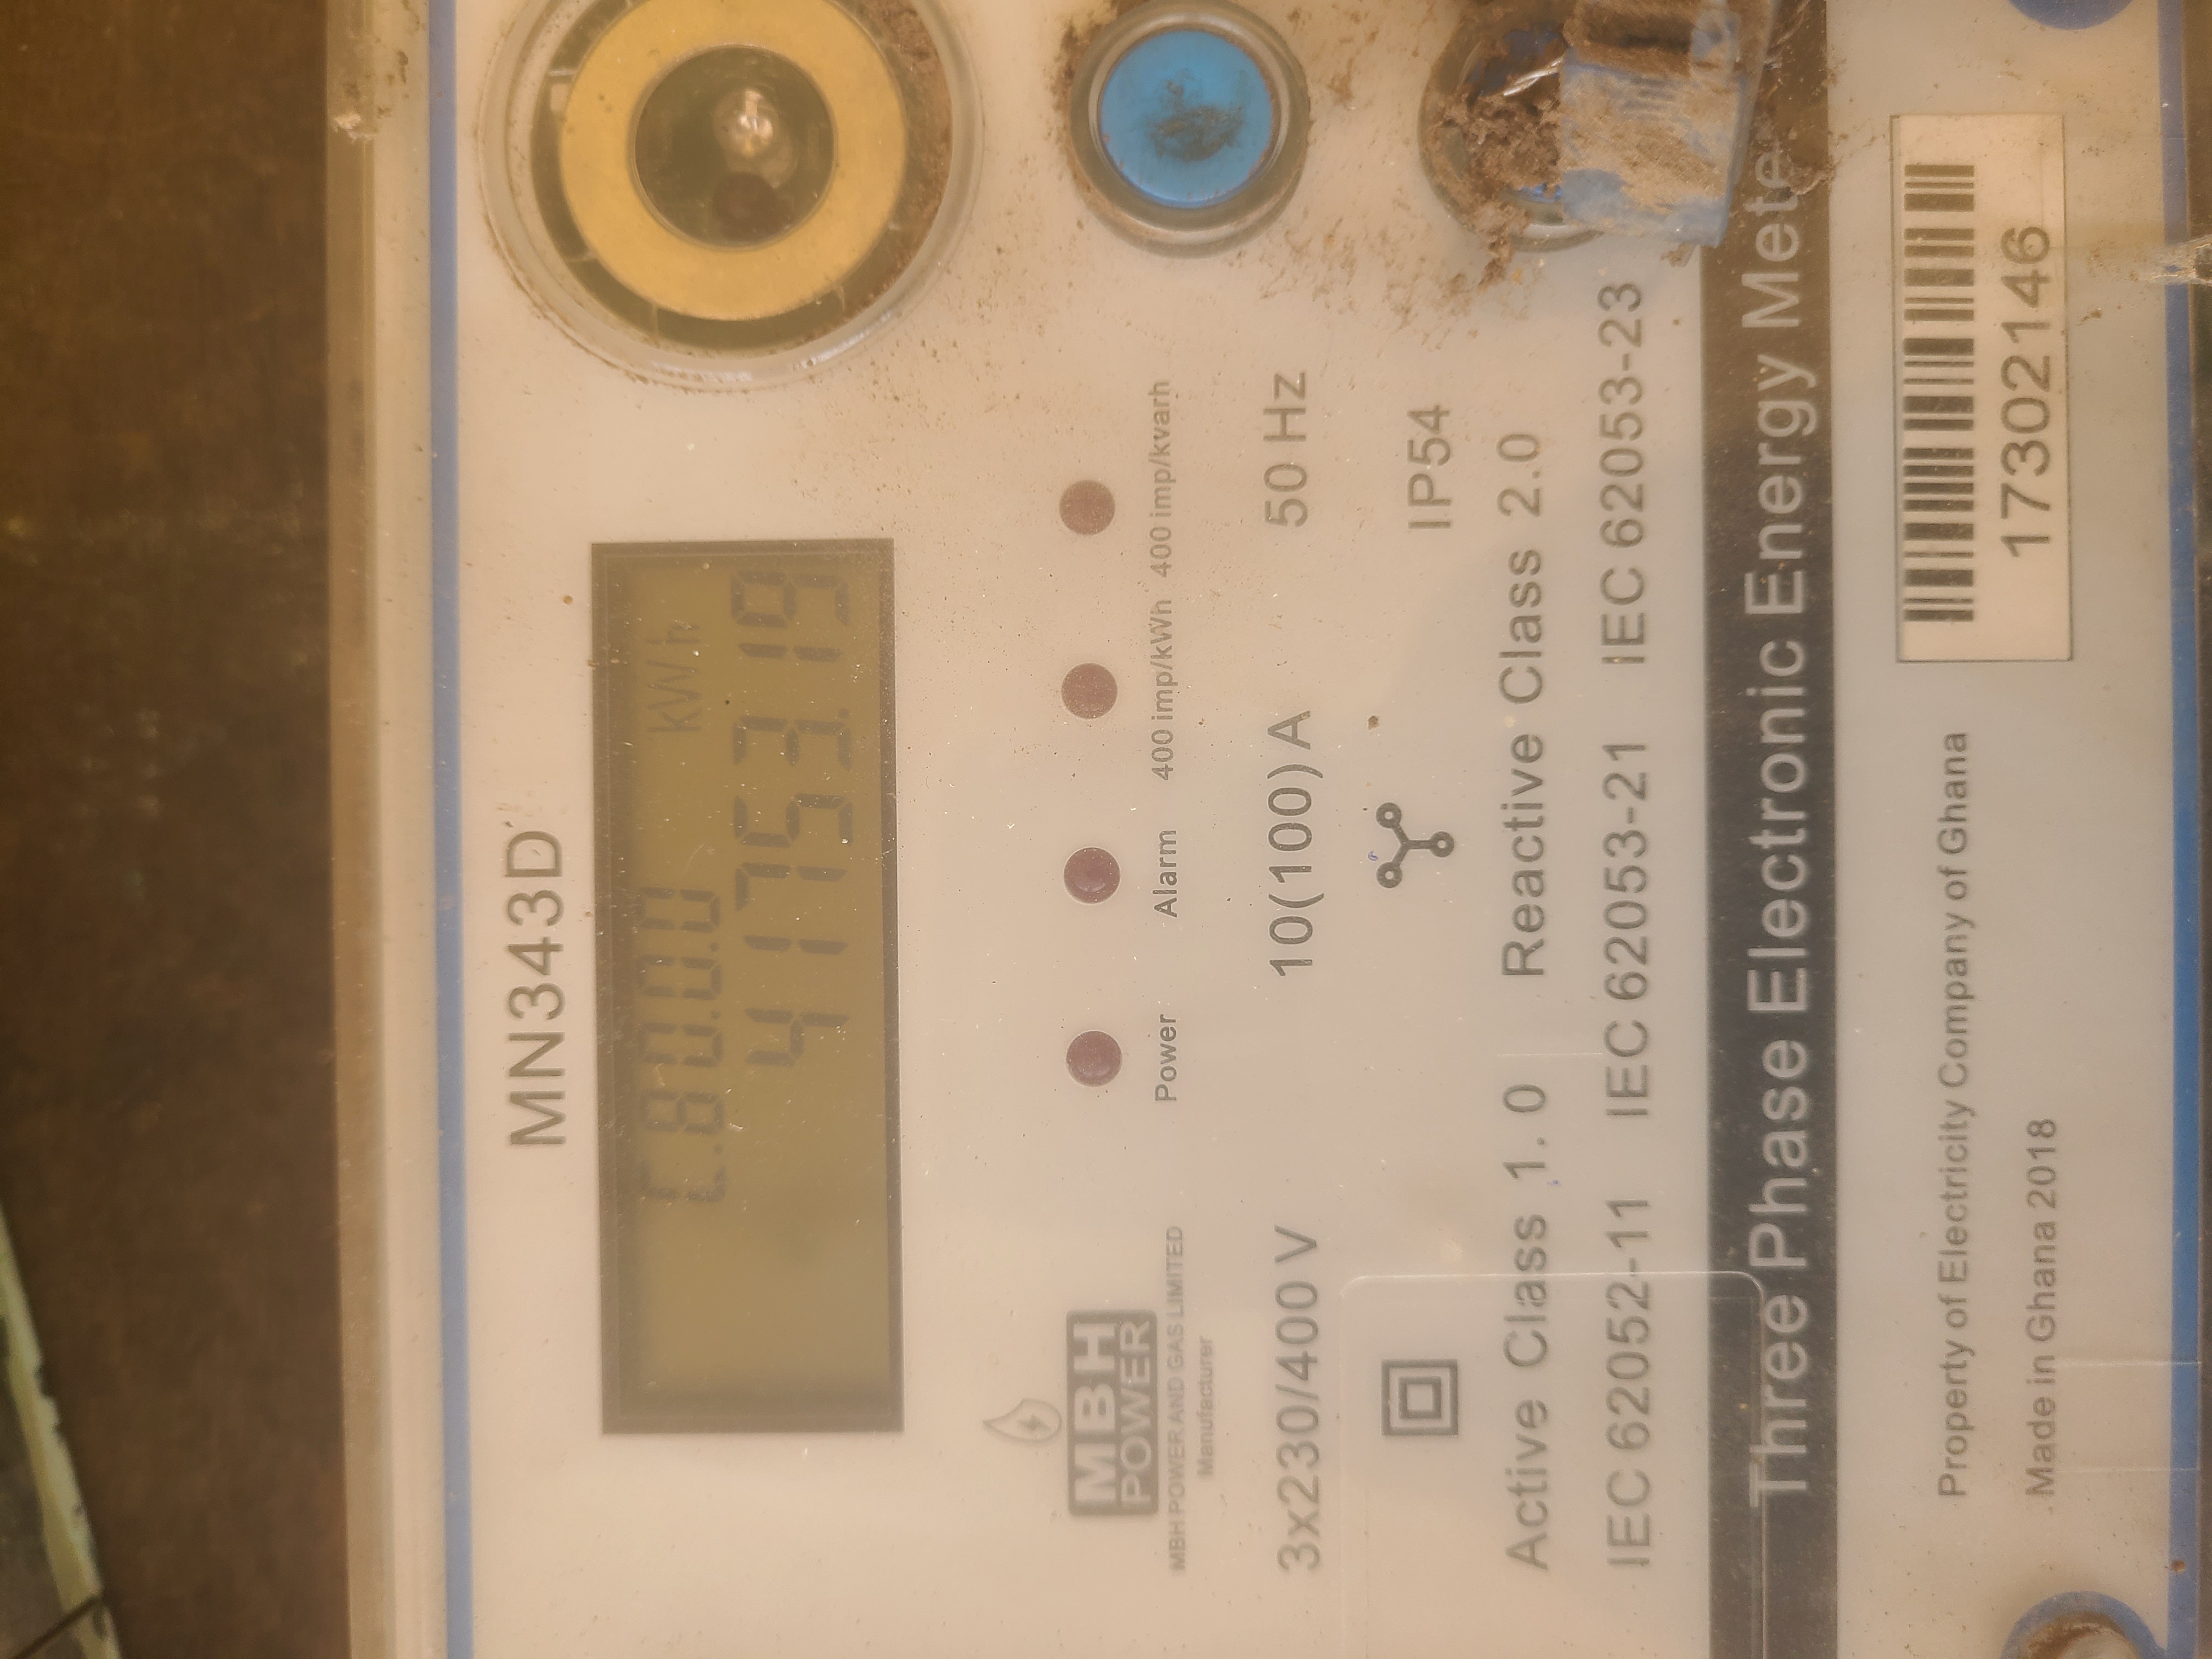 MN343D
C.80.0.0 kWh
41753.19
MBH
POWER
MBH POWER AND GAS LIMITED
Manufacturer
Power Alarm 400 imp/kWh 400 imp/kvarh
3x230/400 V 10(100) A 50 Hz
IP54
Active Class 1.0 Reactive Class 2.0
IEC 62052-11 IEC 62053-21 IEC 62053-23
Three Phase Electronic Energy Mete
Property of Electricity Company of Ghana
Made in Ghana 2018
17302146